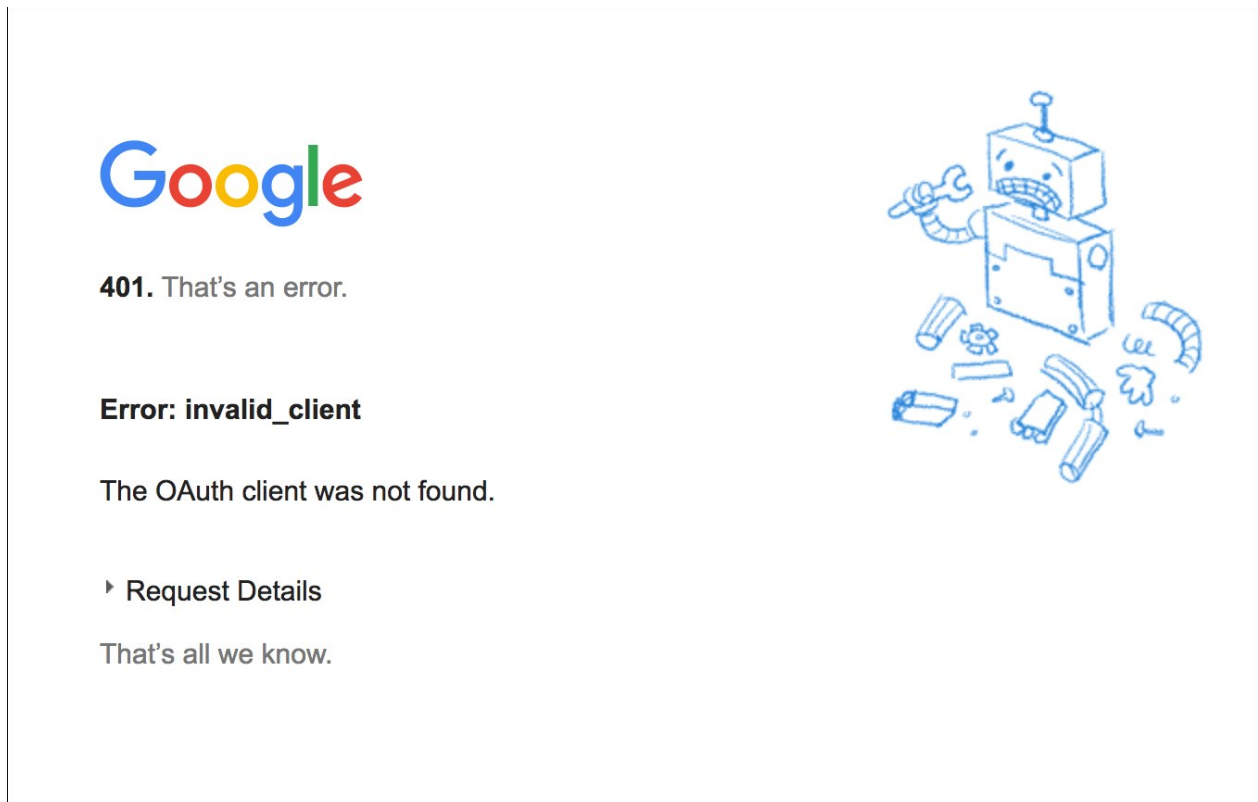 Google
401. That’s an error.
Error: invalid_client
The OAuth client was not found.
Request Details
That’s all we know.